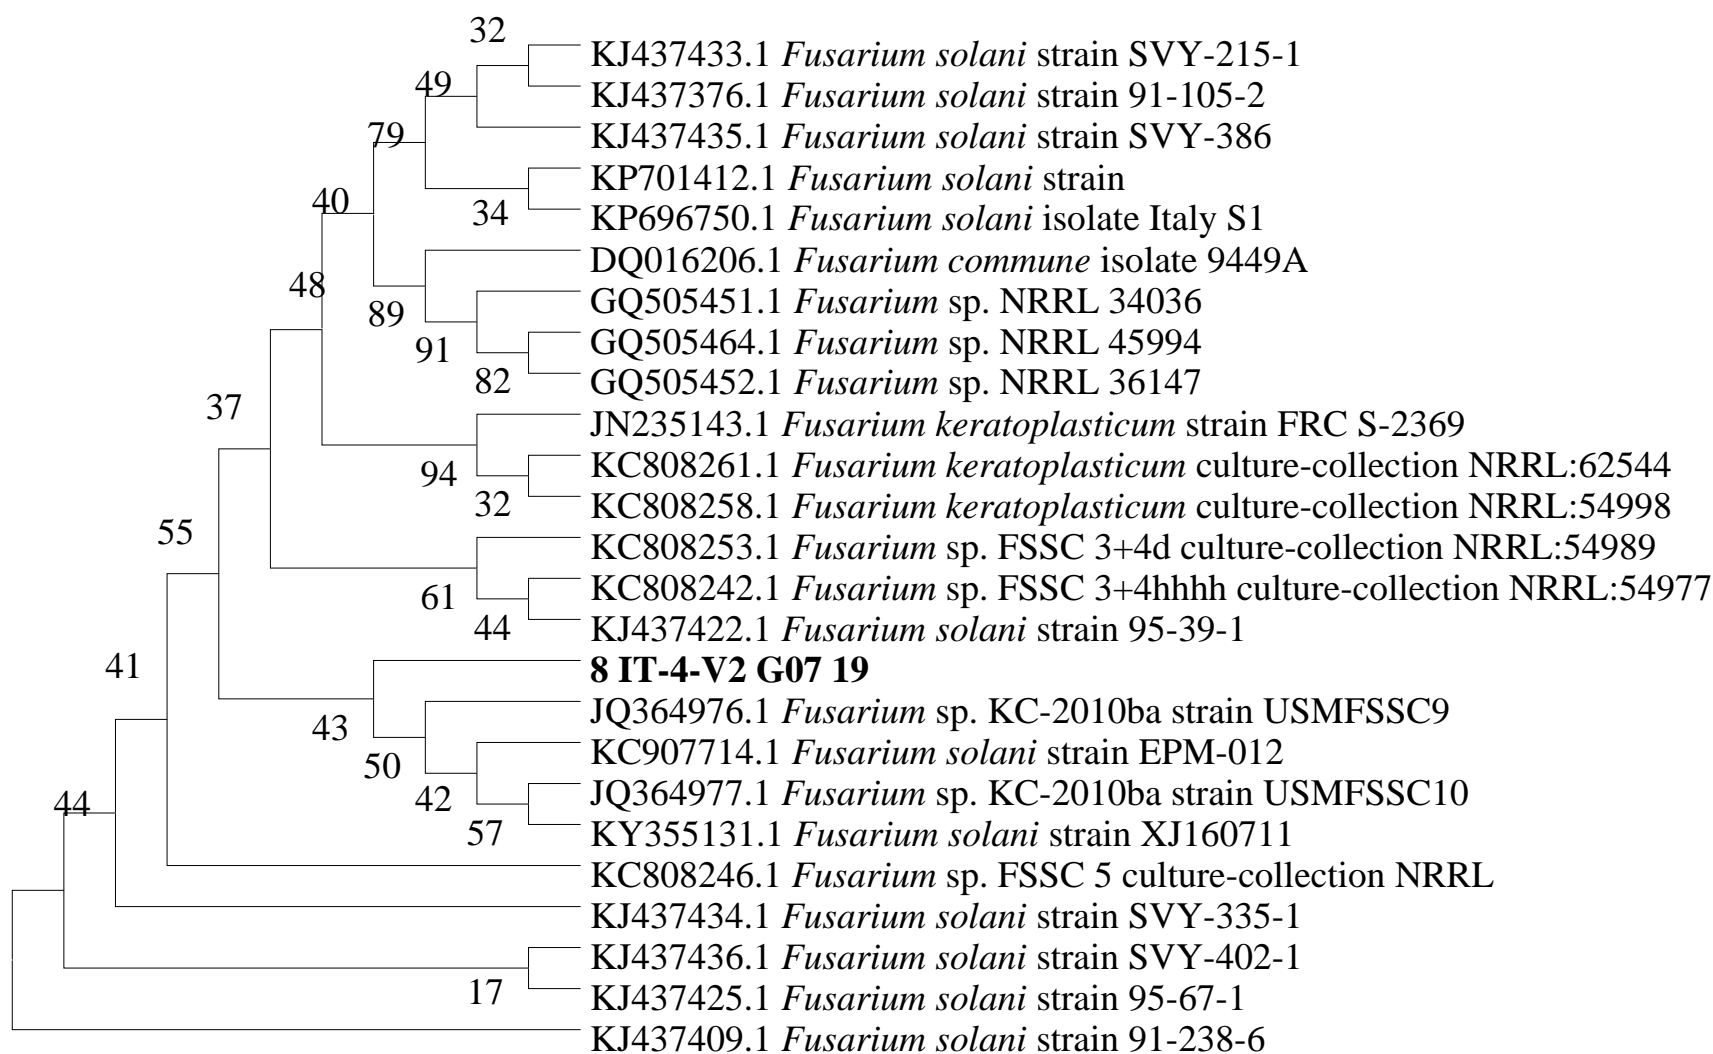 32
KJ437433.1 Fusarium solani strain SVY-215-1
49
KJ437376.1 Fusarium solani strain 91-105-2
79
KJ437435.1 Fusarium solani strain SVY-386
KP701412.1 Fusarium solani strain
40
34
KP696750.1 Fusarium solani isolate Italy S1
DQ016206.1 Fusarium commune isolate 9449A
48
GQ505451.1 Fusarium sp. NRRL 34036
89
GQ505464.1 Fusarium sp. NRRL 45994
91
GQ505452.1 Fusarium sp. NRRL 36147
82
37
JN235143.1 Fusarium keratoplasticum strain FRC S-2369
KC808261.1 Fusarium keratoplasticum culture-collection NRRL:62544
94
KC808258.1 Fusarium keratoplasticum culture-collection NRRL:54998
32
55
KC808253.1 Fusarium sp. FSSC 3+4d culture-collection NRRL:54989
KC808242.1 Fusarium sp. FSSC 3+4hhhh culture-collection NRRL:54977
61
KJ437422.1 Fusarium solani strain 95-39-1
44
41
8 IT-4-V2 G07 19
JQ364976.1 Fusarium sp. KC-2010ba strain USMFSSC9
43
KC907714.1 Fusarium solani strain EPM-012
50
JQ364977.1 Fusarium sp. KC-2010ba strain USMFSSC10
42
44
KY355131.1 Fusarium solani strain XJ160711
57
KC808246.1 Fusarium sp. FSSC 5 culture-collection NRRL
KJ437434.1 Fusarium solani strain SVY-335-1
KJ437436.1 Fusarium solani strain SVY-402-1
17
KJ437425.1 Fusarium solani strain 95-67-1
KJ437409.1 Fusarium solani strain 91-238-6